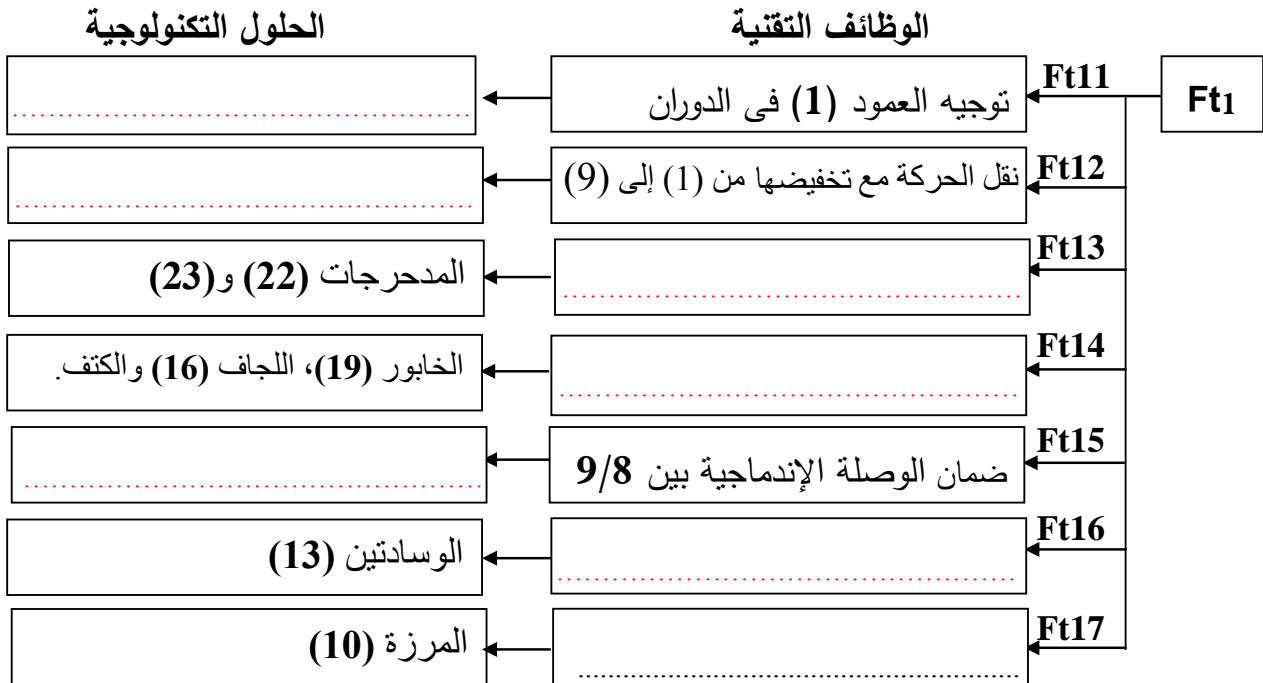 الوظائف التقنية
الحلول التكنولوجية
Ft1
Ft11
توجيه العمود (1) فى الدوران
................................................
Ft12
نقل الحركة مع تخفيضها من (1) إلى (9)
................................................
Ft13
................................................
المدحرجات (22) و(23)
Ft14
................................................
الخابور (19)، اللجاف (16) والكتف.
Ft15
ضمان الوصلة الإندماجية بين 9/8
................................................
Ft16
................................................
الوسادتين (13)
Ft17
................................................
المرزة (10)